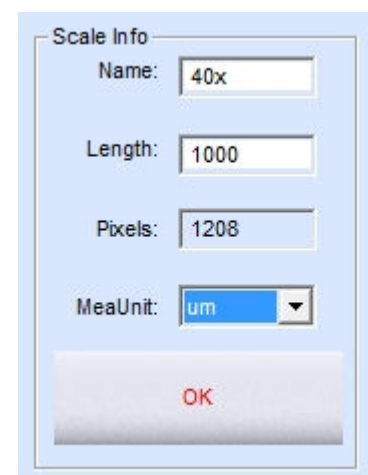 Scale Info
Name: 40x
Length: 1000
Pixels: 1208
MeaUnit: um
OK